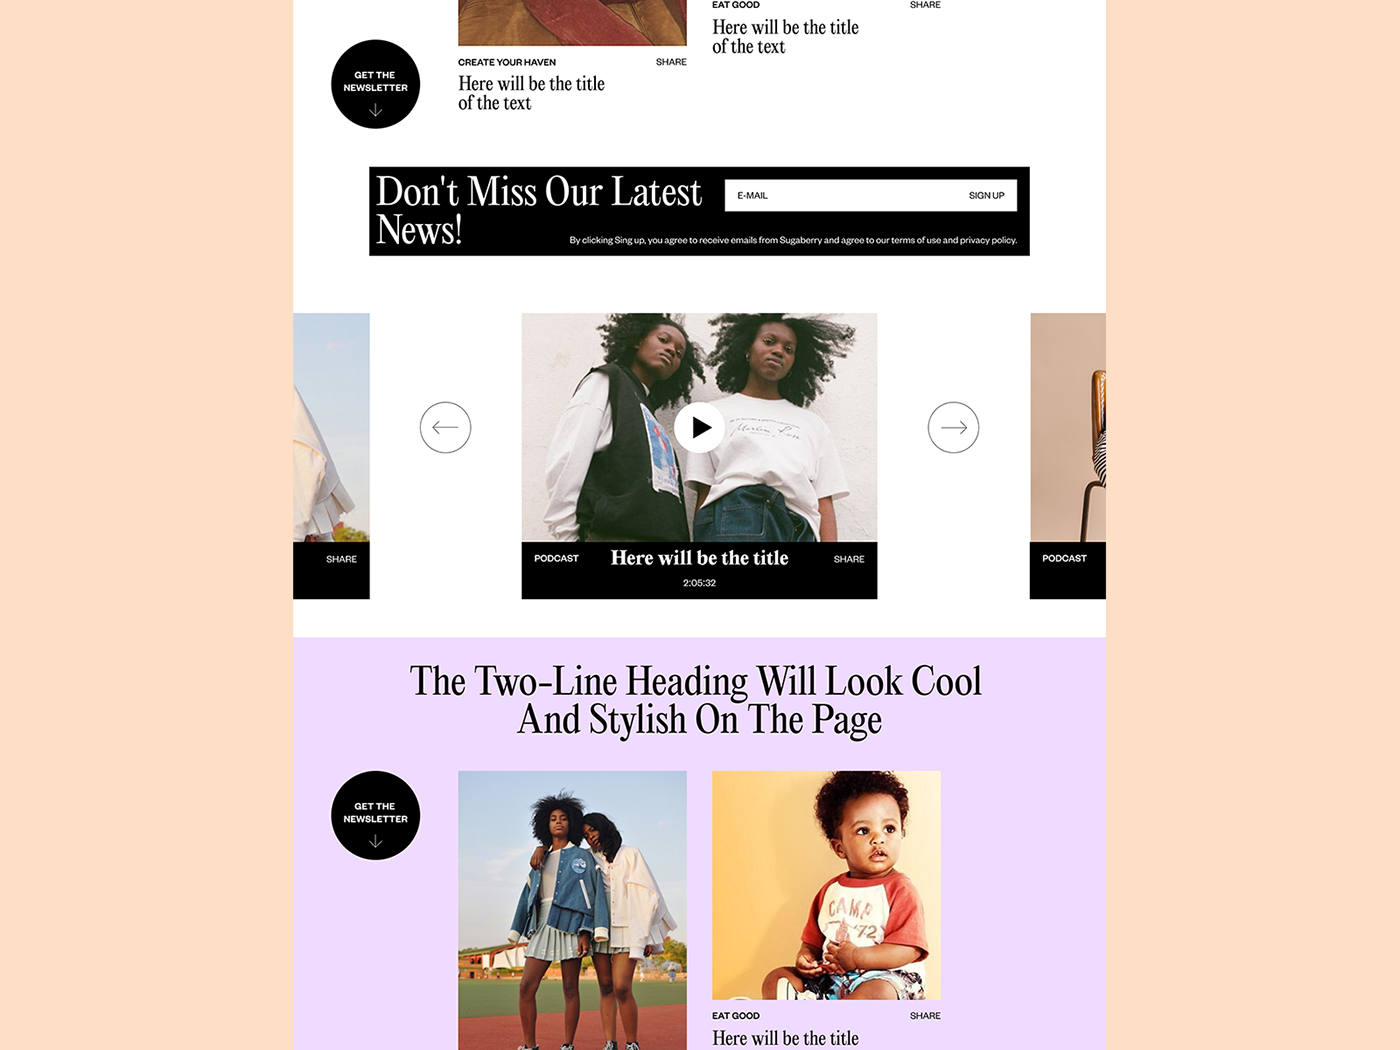 EAT GOOD
SHARE
Here will be the title
of the text
CREATE YOUR HAVEN
SHARE
Here will be the title
of the text
GET THE
NEWSLETTER
Don't Miss Our Latest
News!
E-MAIL
SIGN UP
By clicking Sing up, you agree to receive emails from Sugaberry and agree to our terms of use and privacy policy.
SHARE
PODCAST
Here will be the title
SHARE
2:05:32
PODCAST
The Two-Line Heading Will Look Cool
And Stylish On The Page
GET THE
NEWSLETTER
CAMP
'72
EAT GOOD
SHARE
Here will be the title